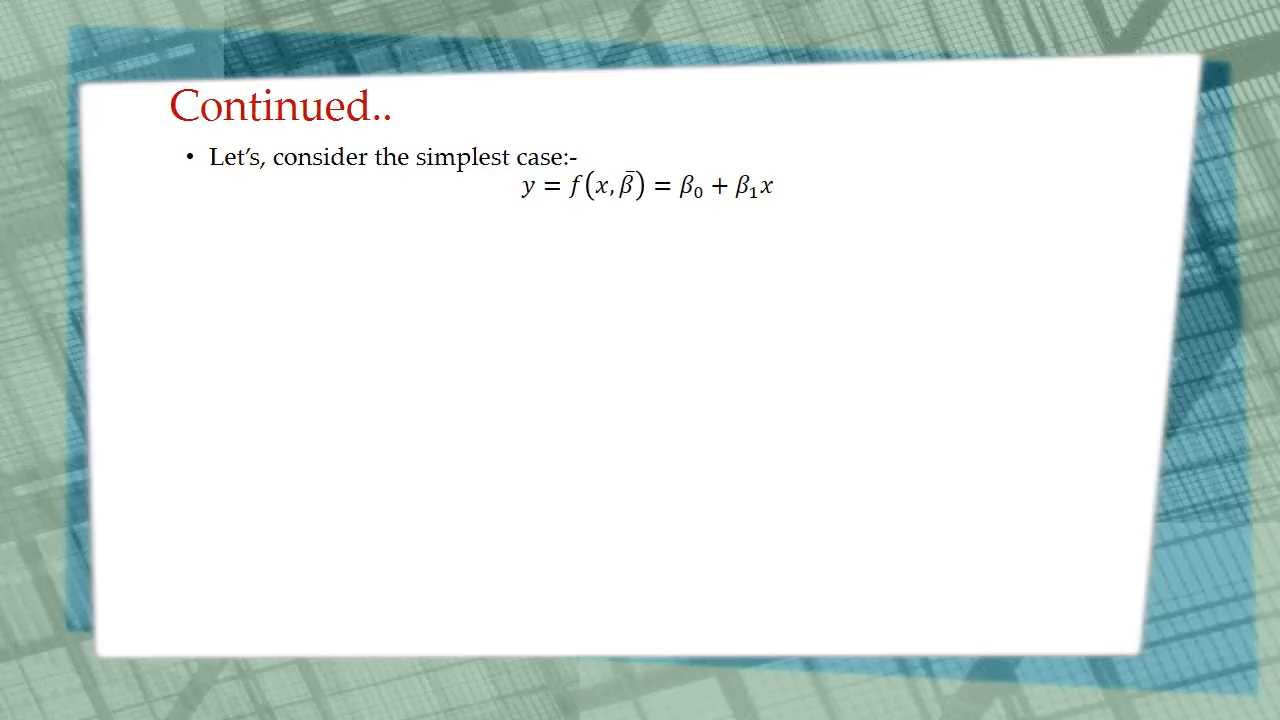 Continued..
• Let’s, consider the simplest case:-
y = f(x, β̅) = β₀ + β₁x